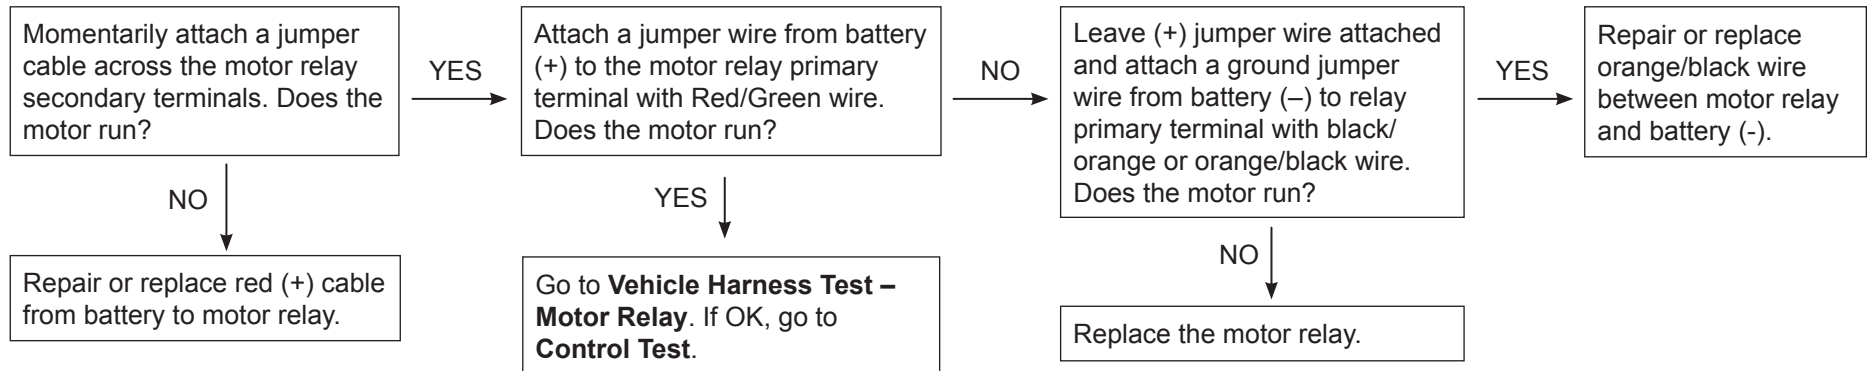 Momentarily attach a jumper
cable across the motor relay
secondary terminals. Does the
motor run?
YES
Attach a jumper wire from battery
(+) to the motor relay primary
terminal with Red/Green wire.
Does the motor run?
NO
Leave (+) jumper wire attached
and attach a ground jumper
wire from battery (–) to relay
primary terminal with black/
orange or orange/black wire.
Does the motor run?
YES
Repair or replace
orange/black wire
between motor relay
and battery (-).
NO
Repair or replace red (+) cable
from battery to motor relay.
YES
Go to Vehicle Harness Test –
Motor Relay. If OK, go to
Control Test.
NO
Replace the motor relay.